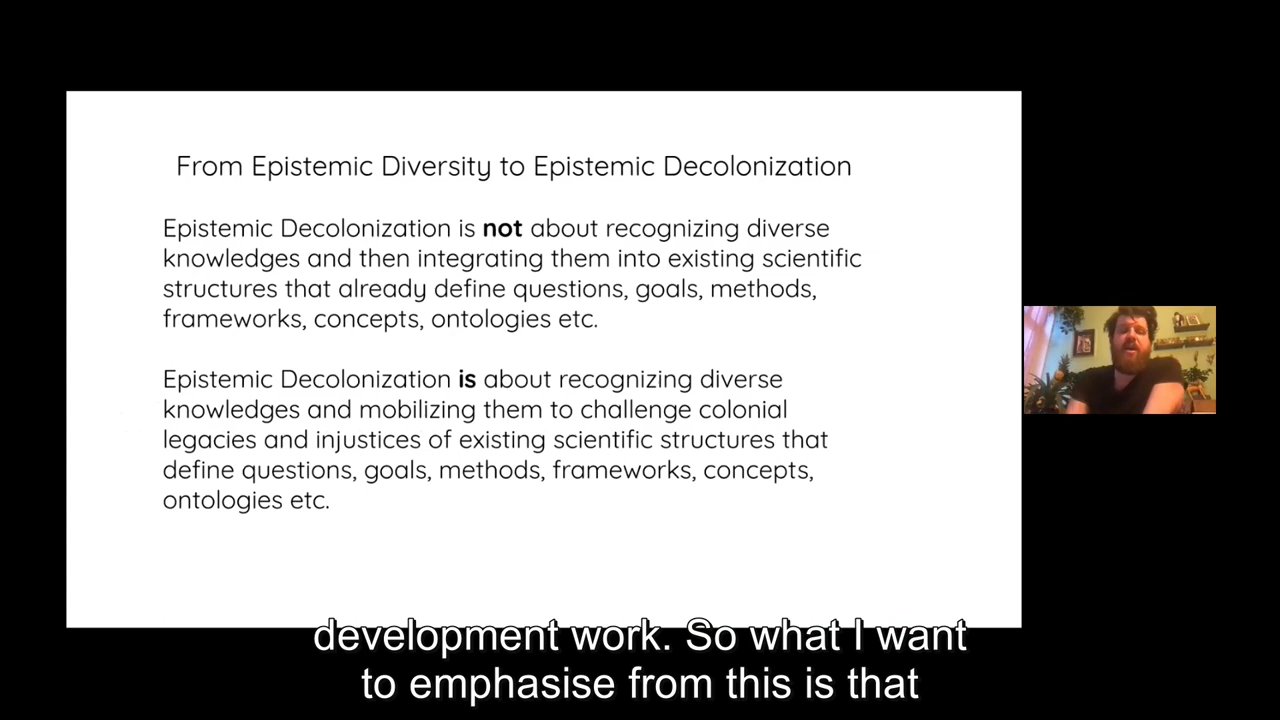 From Epistemic Diversity to Epistemic Decolonization
Epistemic Decolonization is not about recognizing diverse
knowledges and then integrating them into existing scientific
structures that already define questions, goals, methods,
frameworks, concepts, ontologies etc.
Epistemic Decolonization is about recognizing diverse
knowledges and mobilizing them to challenge colonial
legacies and injustices of existing scientific structures that
define questions, goals, methods, frameworks, concepts,
ontologies etc.
development work. So what I want
to emphasise from this is that